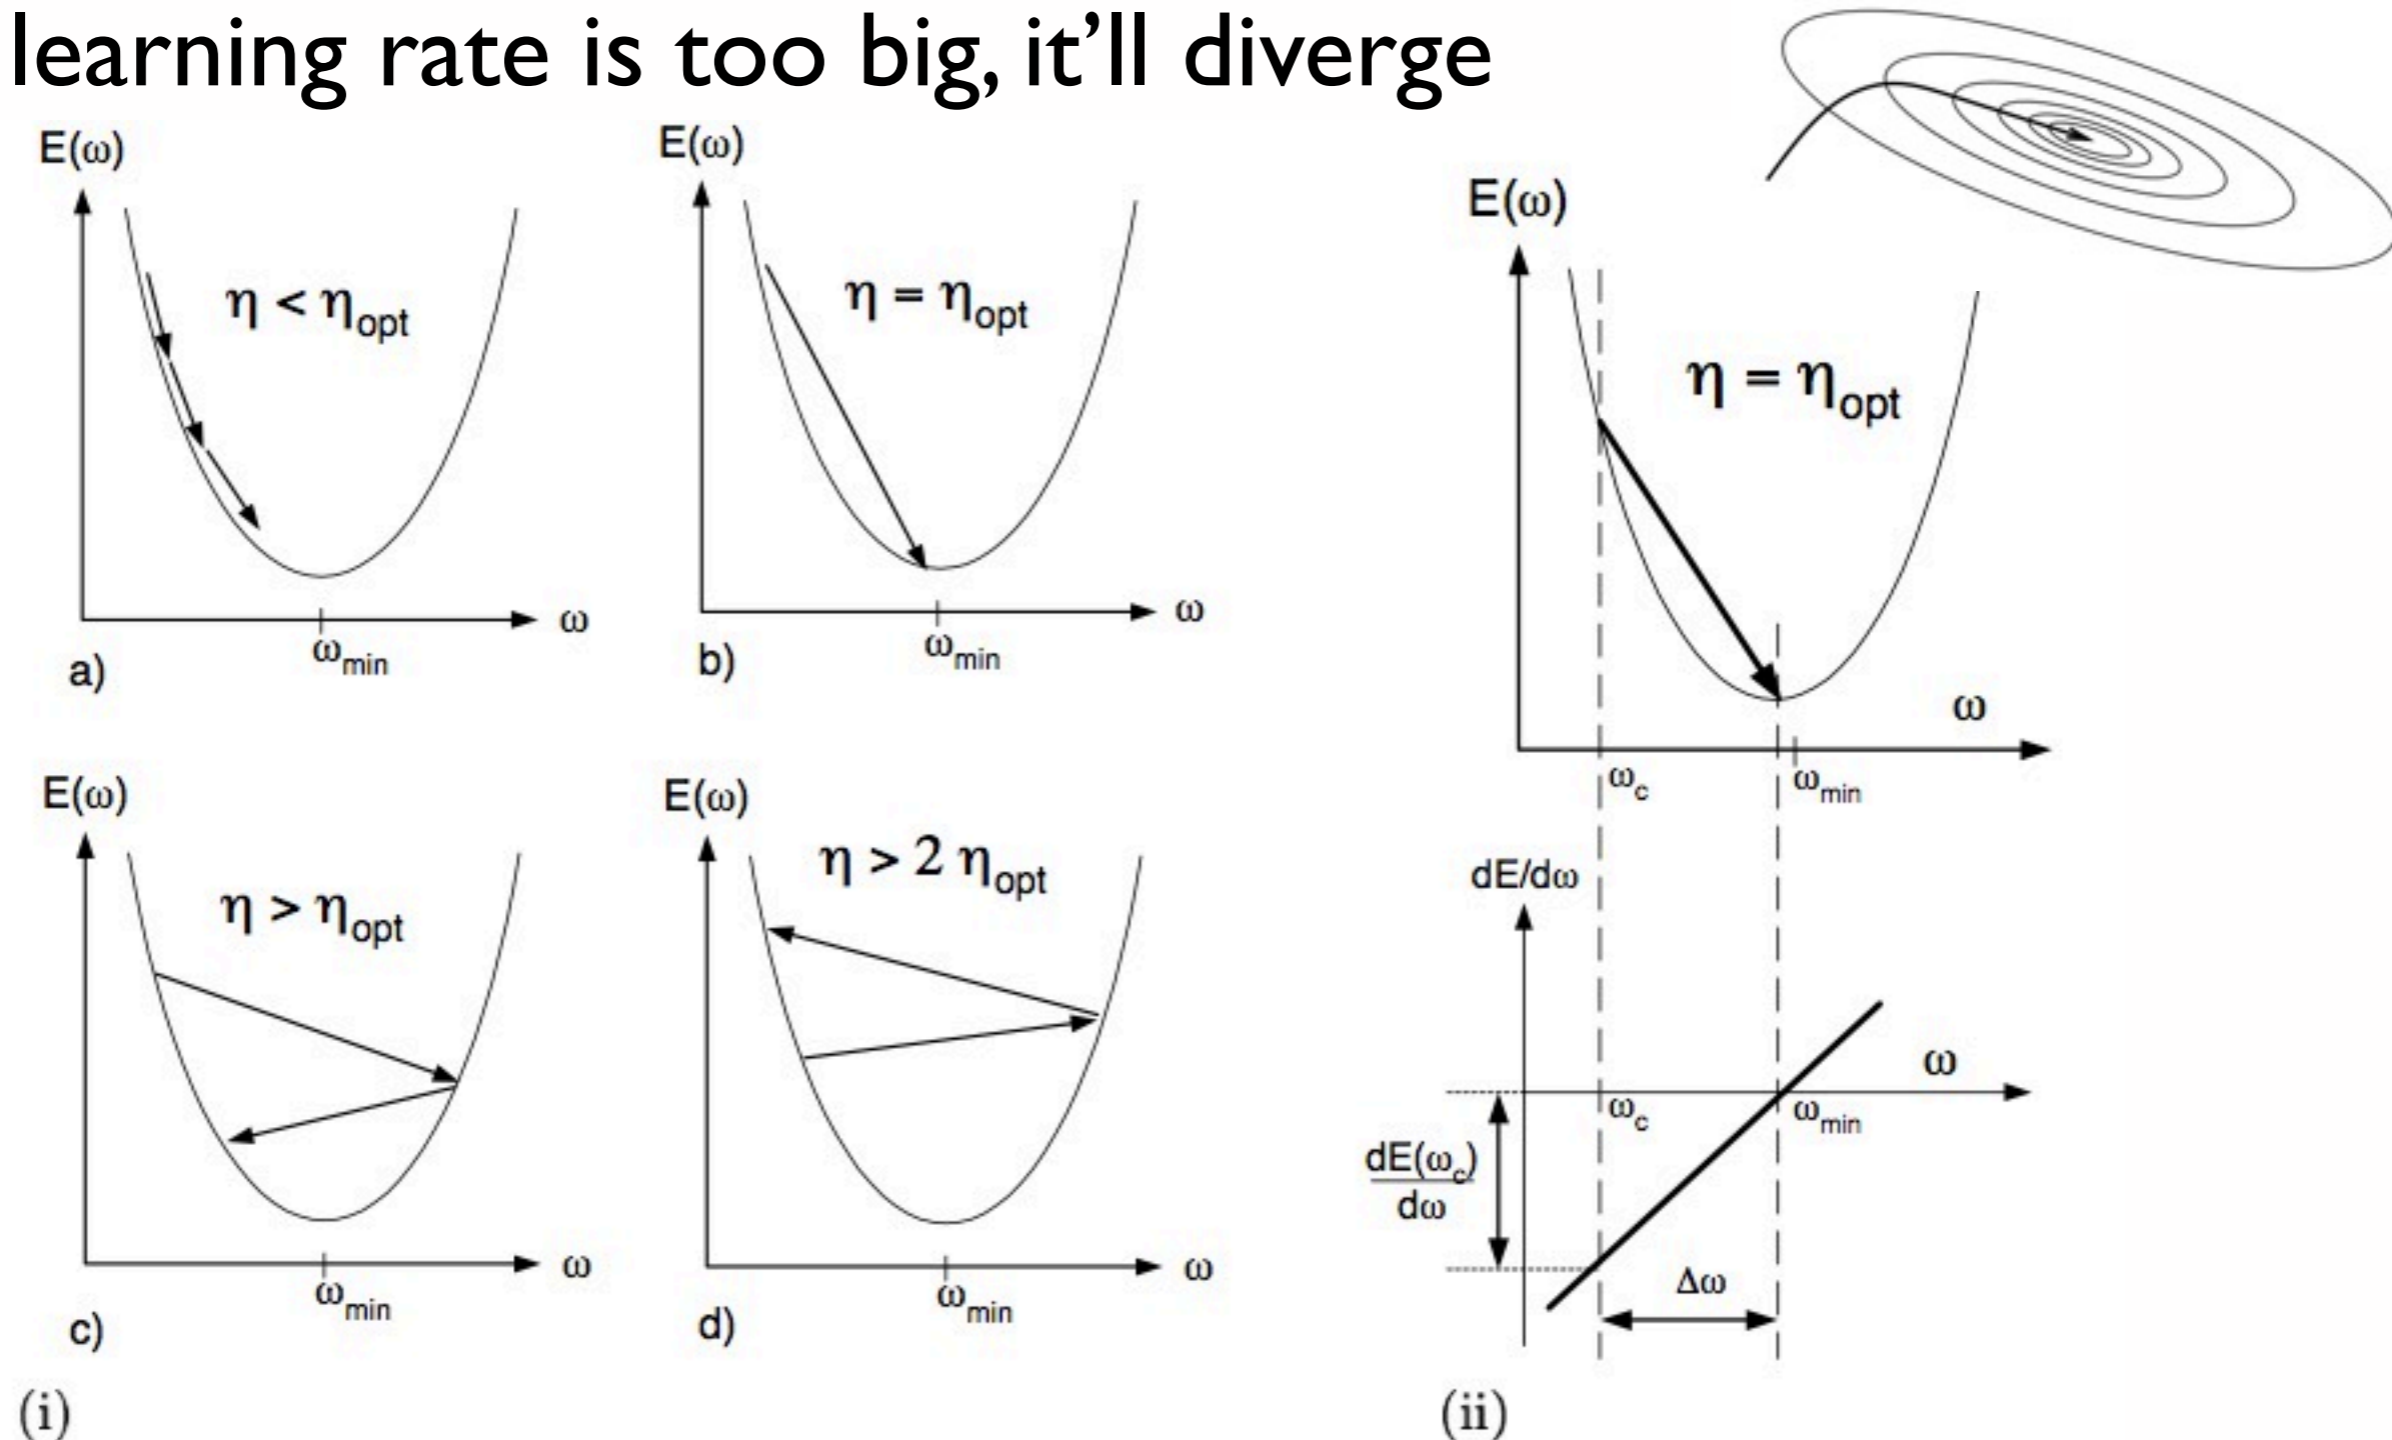 learning rate is too big, it’ll diverge
E(ω)
η < ηopt
ω
ωmin
a)
E(ω)
η = ηopt
ω
ωmin
b)
E(ω)
η > ηopt
ω
ωmin
c)
E(ω)
η > 2 ηopt
ω
ωmin
d)
(i)
E(ω)
η = ηopt
ω
ωc
ωmin
dE/dω
ω
ωc
ωmin
dE(ωc)
dω
Δω
(ii)